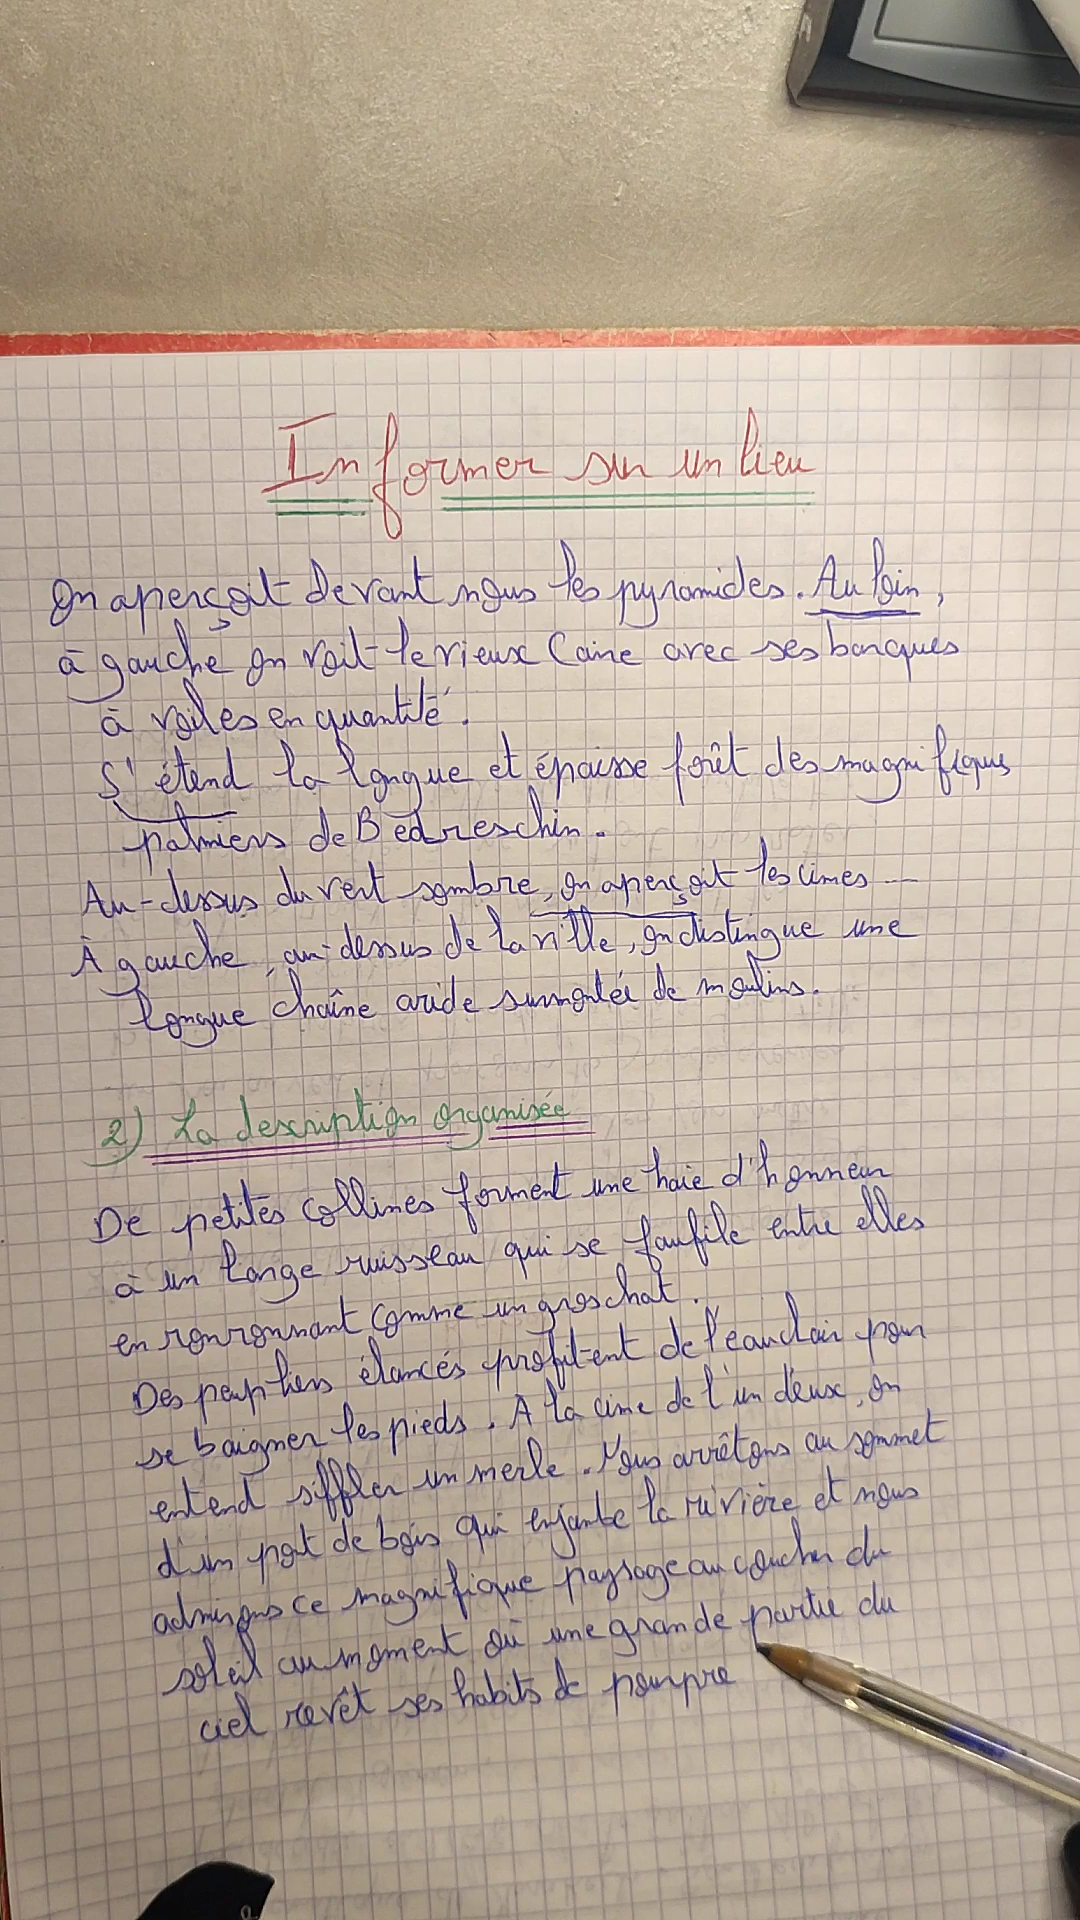 Informer sur un lieu
On aperçoit devant nous les pyramides. Au loin,
à gauche on voit le vieux Caire avec ses barques
à voiles en quantité.
S'étend la longue et épaisse forêt des magnifiques
palmiers de Bedreschin.
Au-dessus du vert sombre, on aperçoit les cimes --
À gauche, au-dessus de la ville, on distingue une
longue chaîne aride surmontée de moulins.
2) La description organisée
De petites collines forment une haie d'honneur
à un large ruisseau qui se faufile entre elles
en ronronnant comme un gros chat.
Des peupliers élancés profitent de l'eau clair pour
se baigner les pieds. A la cime de l'un d'eux, on
entend siffler un merle. Nous arrêtons au sommet
d'un pont de bois qui enjambe la rivière et nous
admirons ce magnifique paysage au coucher du
soleil au moment où une grande partie du
ciel revêt ses habits de pourpre